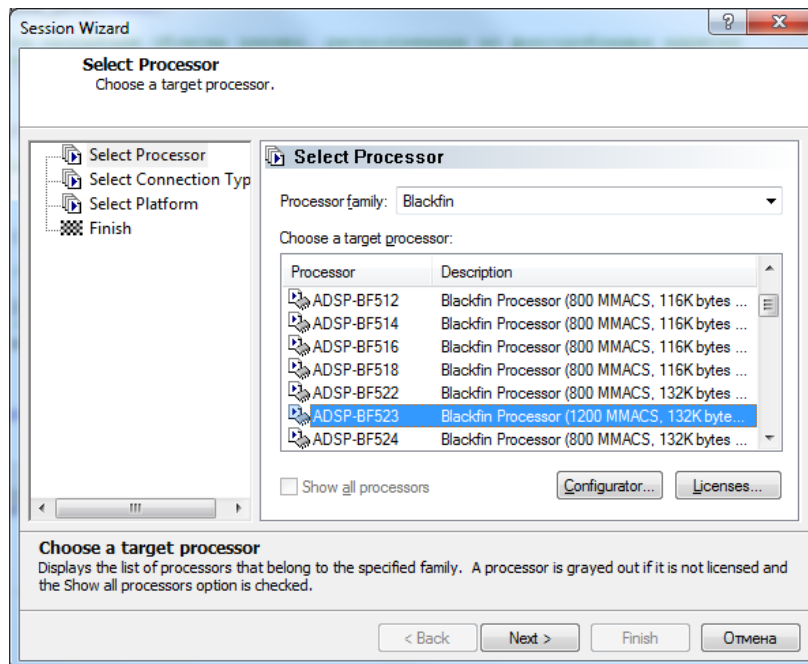 Session Wizard
Select Processor
Choose a target processor.
Select Processor
Select Connection Typ
Select Platform
Finish
Select Processor
Processor family: Blackfin
Choose a target processor:
Processor Description
ADSP-BF512 Blackfin Processor (800 MMACS, 116K bytes ...
ADSP-BF514 Blackfin Processor (800 MMACS, 116K bytes ...
ADSP-BF516 Blackfin Processor (800 MMACS, 116K bytes ...
ADSP-BF518 Blackfin Processor (800 MMACS, 116K bytes ...
ADSP-BF522 Blackfin Processor (800 MMACS, 132K bytes ...
ADSP-BF523 Blackfin Processor (1200 MMACS, 132K byte...
ADSP-BF524 Blackfin Processor (800 MMACS, 132K bytes ...
Show all processors
Configurator... Licenses...
Choose a target processor
Displays the list of processors that belong to the specified family. A processor is grayed out if it is not licensed and
the Show all processors option is checked.
< Back Next > Finish Отмена